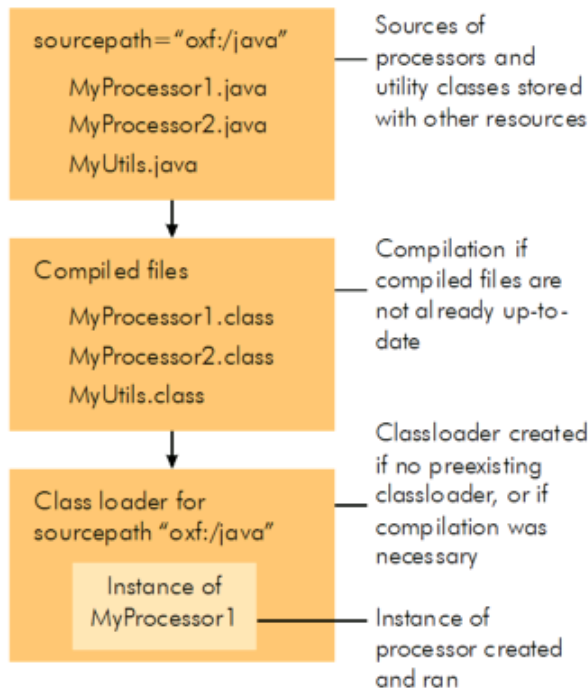 sourcepath=“oxf:/java”
MyProcessor1.java
MyProcessor2.java
MyUtils.java
Sources of
processors and
utility classes stored
with other resources
Compiled files
MyProcessor1.class
MyProcessor2.class
MyUtils.class
Compilation if
compiled files are
not already up-to-
date
Class loader for
sourcepath “oxf:/java”
Instance of
MyProcessor1
Classloader created
if no preexisting
classloader, or if
compilation was
necessary
Instance of
processor created
and ran